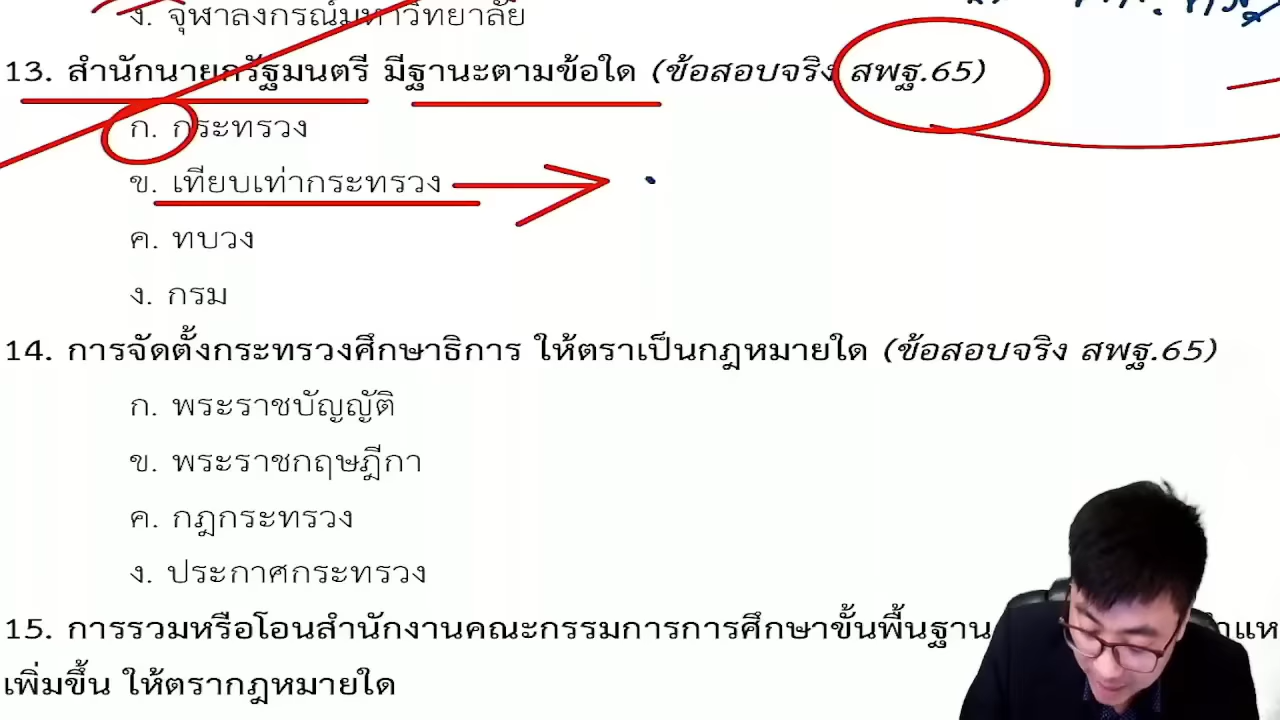 ง. จุฬาลงกรณ์มหาวิทยาลัย
13. สำนักนายกรัฐมนตรี มีฐานะตามข้อใด (ข้อสอบจริง สพฐ.65)
ก. กระทรวง
ข. เทียบเท่ากระทรวง
ค. ทบวง
ง. กรม
14. การจัดตั้งกระทรวงศึกษาธิการ ให้ตราเป็นกฎหมายใด (ข้อสอบจริง สพฐ.65)
ก. พระราชบัญญัติ
ข. พระราชกฤษฎีกา
ค. กฎกระทรวง
ง. ประกาศกระทรวง
15. การรวมหรือโอนสำนักงานคณะกรรมการการศึกษาขั้นพื้นฐาน
เพิ่มขึ้น ให้ตรากฎหมายใด